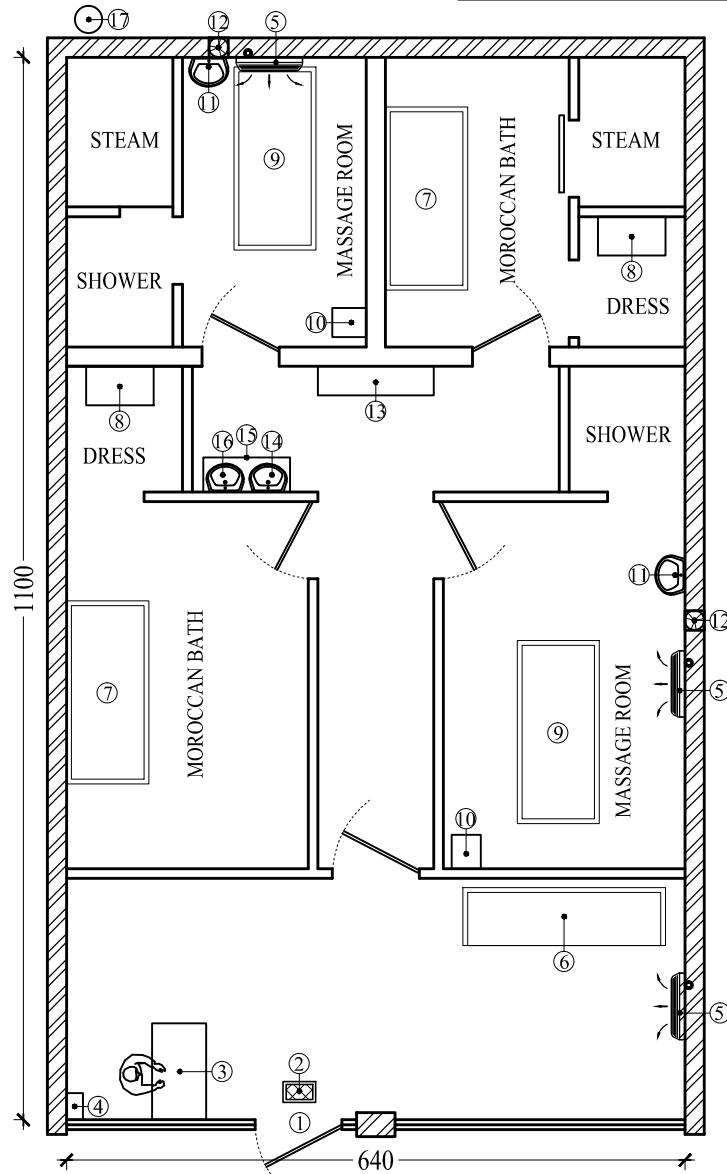 17
12
5
11
STEAM
9
MASSAGE ROOM
7
MOROCCAN BATH
STEAM
8
SHOWER
DRESS
10
13
8
DRESS
16
15
14
SHOWER
11
12
1100
7
MOROCCAN BATH
5
9
MASSAGE ROOM
10
6
5
3
2
4
1
640